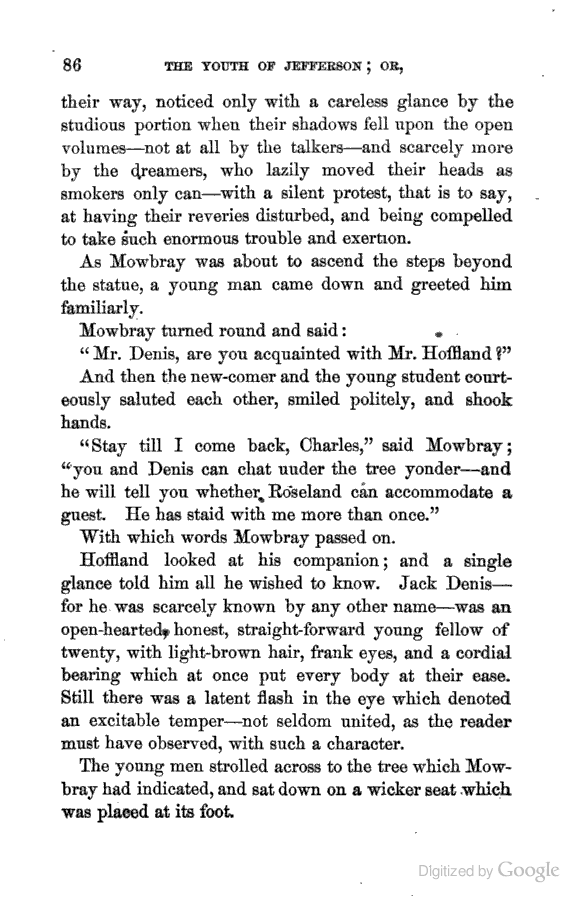 86 THE YOUTH OF JEFFERSON; OR,
their way, noticed only with a careless glance by the
studious portion when their shadows fell upon the open
volumes—not at all by the talkers—and scarcely more
by the dreamers, who lazily moved their heads as
smokers only can—with a silent protest, that is to say,
at having their reveries disturbed, and being compelled
to take such enormous trouble and exertion.
As Mowbray was about to ascend the steps beyond
the statue, a young man came down and greeted him
familiarly.
Mowbray turned round and said:
“Mr. Denis, are you acquainted with Mr. Hoffland?”
And then the new-comer and the young student court-
eously saluted each other, smiled politely, and shook
hands.
“Stay till I come back, Charles,” said Mowbray;
“you and Denis can chat uuder the tree yonder—and
he will tell you whether Roseland can accommodate a
guest. He has staid with me more than once.”
With which words Mowbray passed on.
Hoffland looked at his companion; and a single
glance told him all he wished to know. Jack Denis—
for he was scarcely known by any other name—was an
open-hearted, honest, straight-forward young fellow of
twenty, with light-brown hair, frank eyes, and a cordial
bearing which at once put every body at their ease.
Still there was a latent flash in the eye which denoted
an excitable temper—not seldom united, as the reader
must have observed, with such a character.
The young men strolled across to the tree which Mow-
bray had indicated, and sat down on a wicker seat which
was placed at its foot.
Digitized by Google